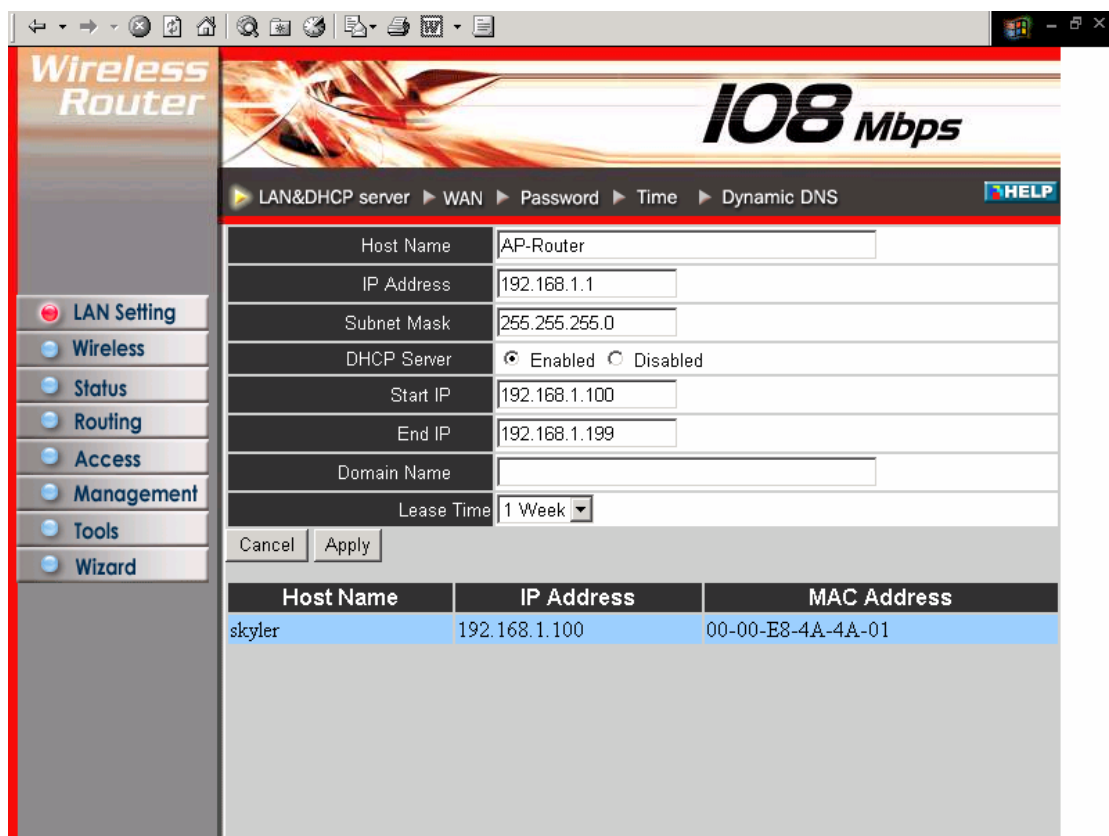 Wireless
Router
108 Mbps
LAN&DHCP server WAN Password Time Dynamic DNS HELP
Host Name AP-Router
IP Address 192.168.1.1
Subnet Mask 255.255.255.0
DHCP Server Enabled Disabled
Start IP 192.168.1.100
End IP 192.168.1.199
Domain Name
Lease Time 1 Week
Cancel Apply
LAN Setting
Wireless
Status
Routing
Access
Management
Tools
Wizard
Host Name IP Address MAC Address
skyler 192.168.1.100 00-00-E8-4A-4A-01